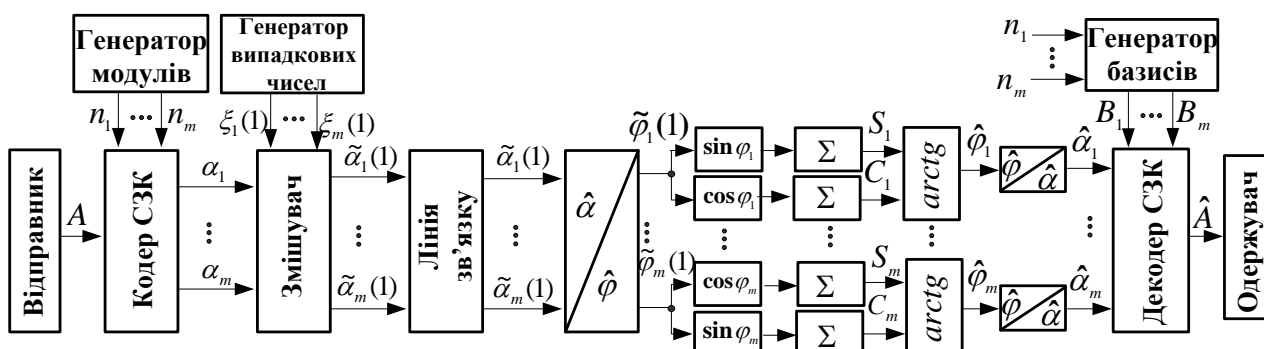 Генератор
модулів
Генератор
випадкових
чисел
Генератор
базисів
n₁
⋮
nₘ
n₁ ... nₘ
ξ₁(1) ... ξₘ(1)
B₁ ... Bₘ
Відправник
A
Кодер СЗК
α₁
⋮
αₘ
Змішувач
α̃₁(1)
⋮
α̃ₘ(1)
Лінія
зв’язку
α̃₁(1)
⋮
α̃ₘ(1)
α̂
φ̂
φ̃₁(1)
⋮
φ̃ₘ(1)
sin φ₁
Σ
S₁
cos φ₁
Σ
C₁
arctg
φ̂₁
φ̂
α̂
α̂₁
⋮ ⋮ ⋮ ⋮
cos φₘ
Σ
Sₘ
sin φₘ
Σ
Cₘ
arctg
φ̂ₘ
φ̂
α̂
α̂ₘ
Декодер СЗК
Â
Одержувач